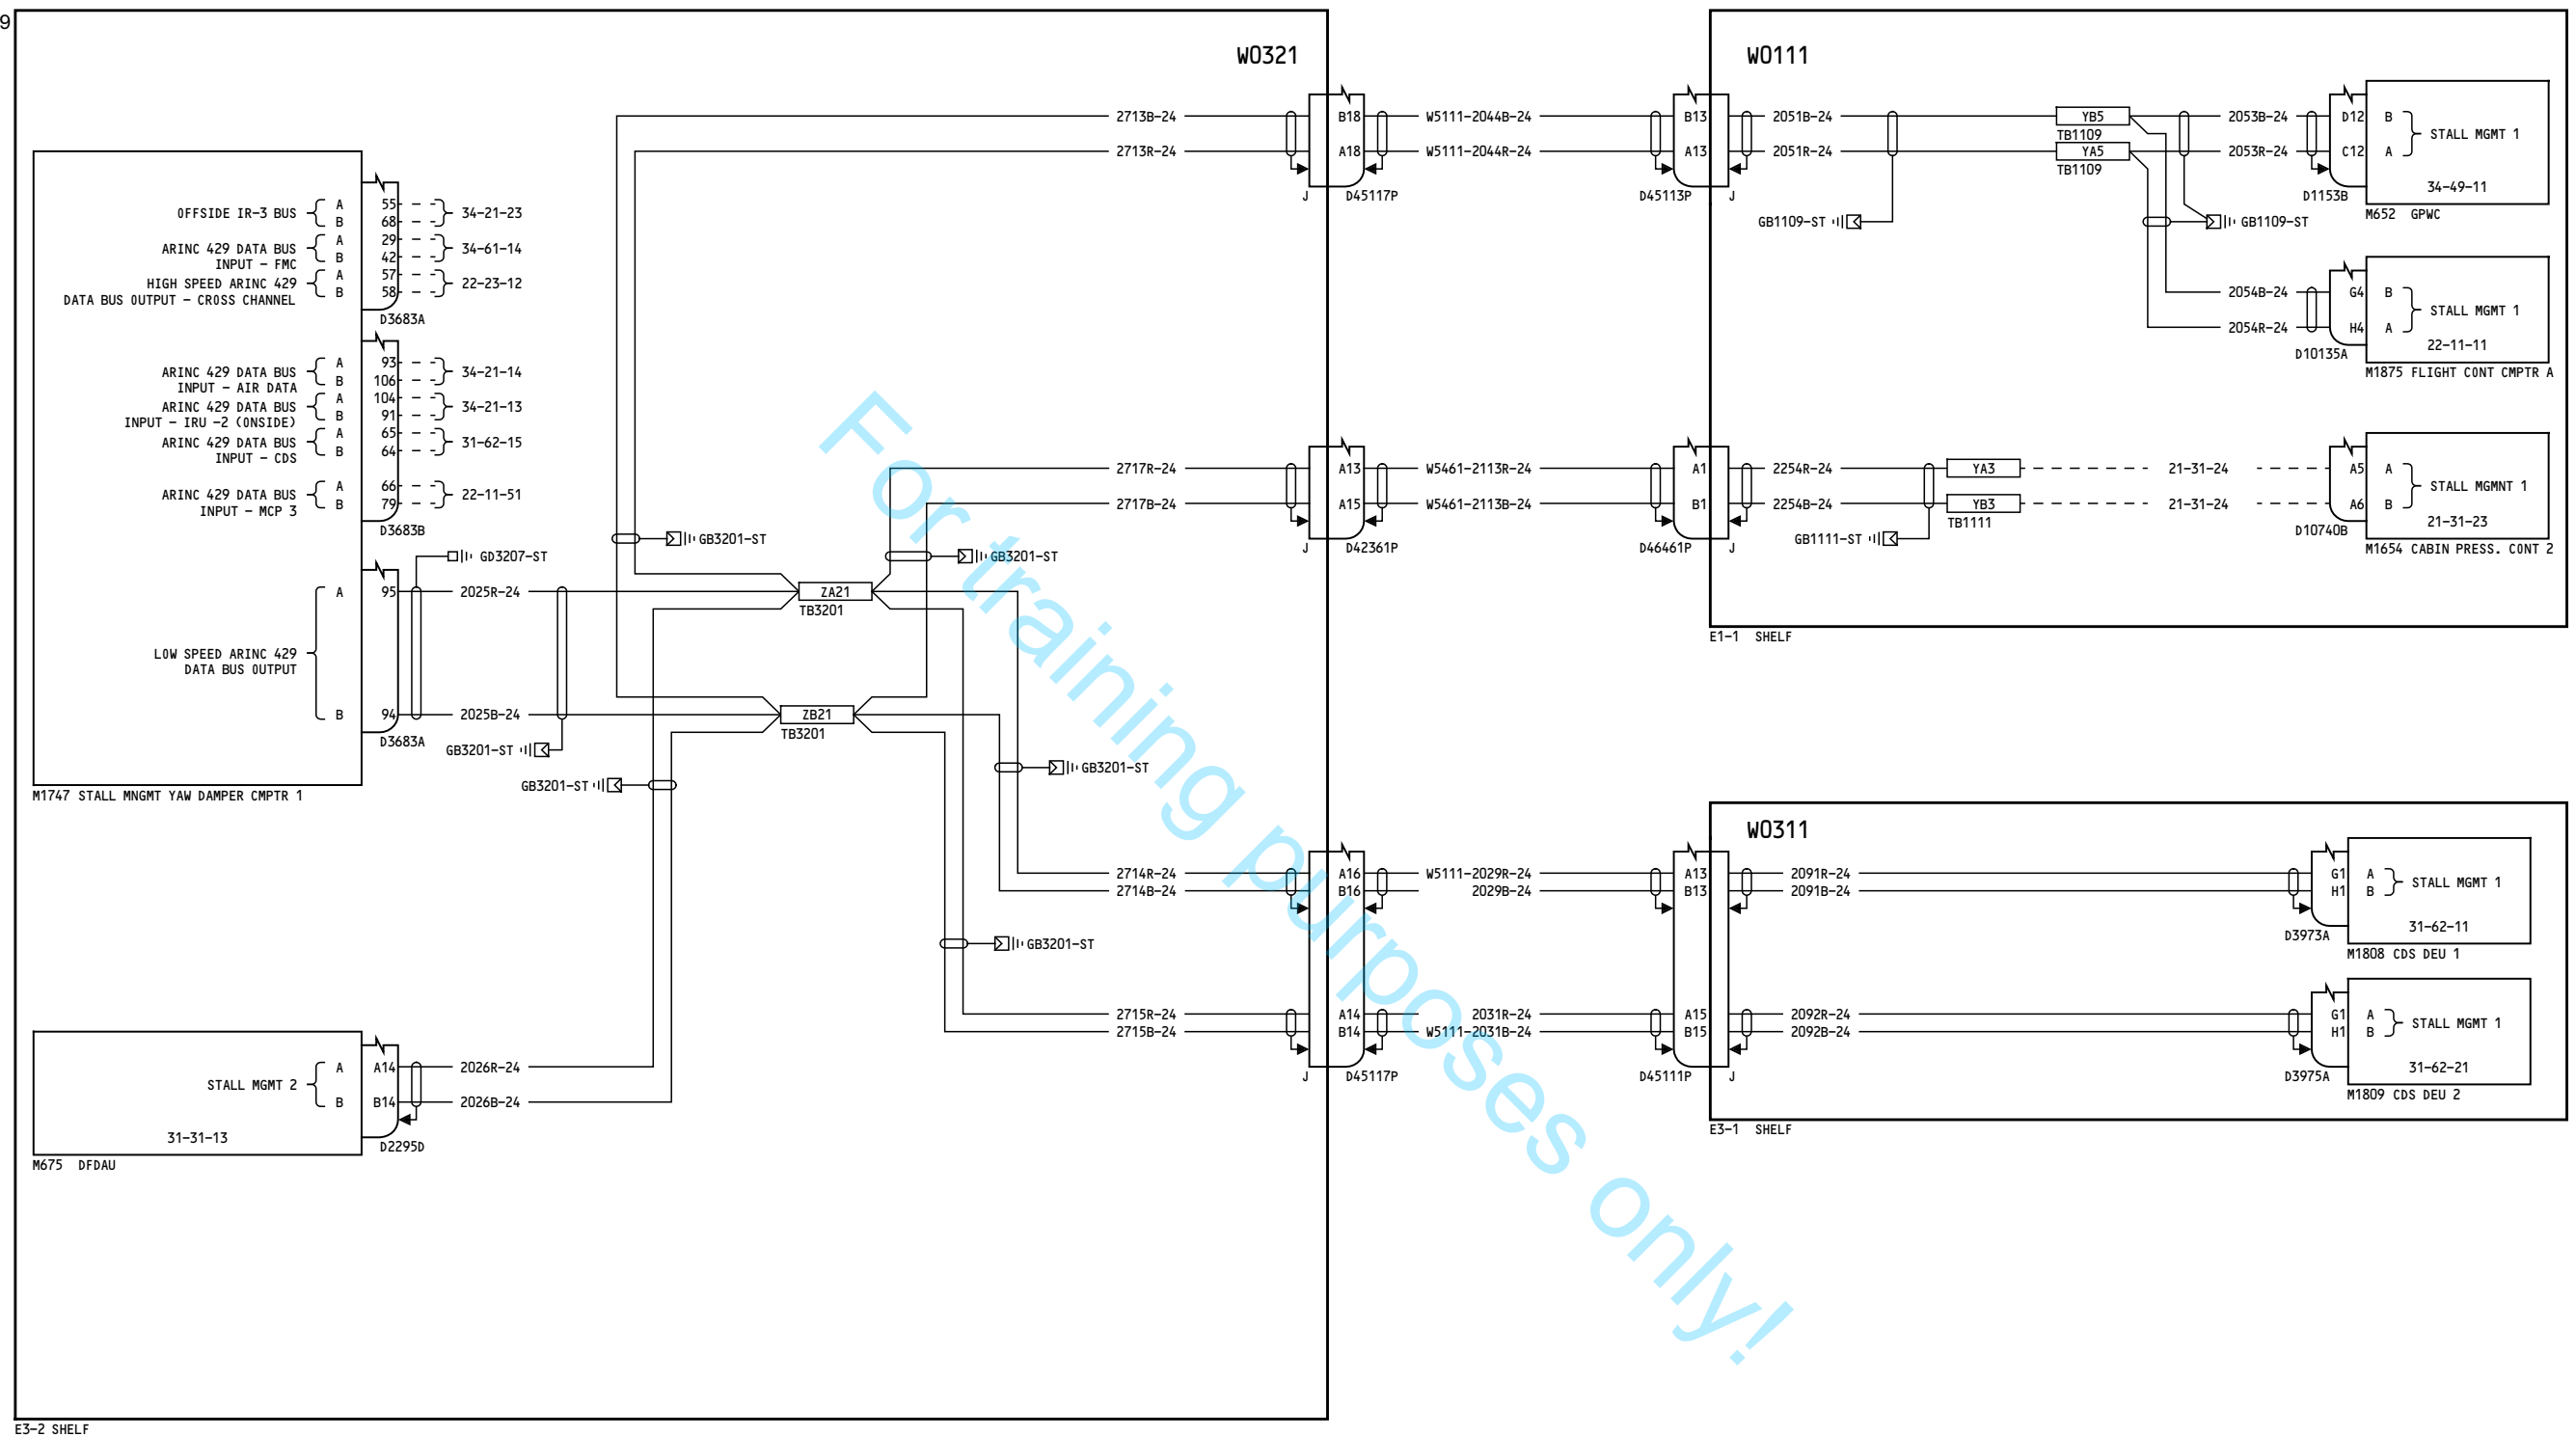 9
W0321
W0111
2713B-24
B18
W5111-2044B-24
B13
2051B-24
YB5
TB1109
2053B-24
D12 B
STALL MGMT 1
2713R-24
A18
W5111-2044R-24
A13
2051R-24
YA5
TB1109
2053R-24
C12 A
34-49-11
J
D45117P
D45113P
J
D1153B
M652 GPWC
GB1109-ST
GB1109-ST
OFFSIDE IR-3 BUS
A 55
B 68
34-21-23
ARINC 429 DATA BUS
INPUT - FMC
A 29
B 42
34-61-14
HIGH SPEED ARINC 429
DATA BUS OUTPUT - CROSS CHANNEL
A 57
B 58
22-23-12
D3683A
2054B-24
G4 B
STALL MGMT 1
2054R-24
H4 A
22-11-11
D10135A
M1875 FLIGHT CONT CMPTR A
ARINC 429 DATA BUS
INPUT - AIR DATA
A 93
B 106
34-21-14
ARINC 429 DATA BUS
INPUT - IRU -2 (ONSIDE)
A 104
B 91
34-21-13
ARINC 429 DATA BUS
INPUT - CDS
A 65
B 64
31-62-15
ARINC 429 DATA BUS
INPUT - MCP 3
A 66
B 79
22-11-51
D3683B
2717R-24
A13
W5461-2113R-24
A1
2254R-24
YA3
21-31-24
A5 A
STALL MGMNT 1
2717B-24
A15
W5461-2113B-24
B1
2254B-24
YB3
TB1111
21-31-24
A6 B
21-31-23
J
D42361P
D46461P
J
GB1111-ST
D10740B
M1654 CABIN PRESS. CONT 2
GB3201-ST
GB3201-ST
GD3207-ST
A 95
2025R-24
ZA21
TB3201
LOW SPEED ARINC 429
DATA BUS OUTPUT
B 94
2025B-24
ZB21
TB3201
D3683A
GB3201-ST
GB3201-ST
GB3201-ST
M1747 STALL MNGMT YAW DAMPER CMPTR 1
E1-1 SHELF
W0311
2714R-24
A16
W5111-2029R-24
A13
2091R-24
G1 A
STALL MGMT 1
2714B-24
B16
2029B-24
B13
2091B-24
H1 B
31-62-11
D3973A
M1808 CDS DEU 1
GB3201-ST
2715R-24
A14
2031R-24
A15
2092R-24
G1 A
STALL MGMT 1
2715B-24
B14
W5111-2031B-24
B15
2092B-24
H1 B
31-62-21
J
D45117P
D45111P
J
D3975A
M1809 CDS DEU 2
E3-1 SHELF
STALL MGMT 2
A A14
2026R-24
B B14
2026B-24
31-31-13
D2295D
M675 DFDAU
E3-2 SHELF
For training purposes only!